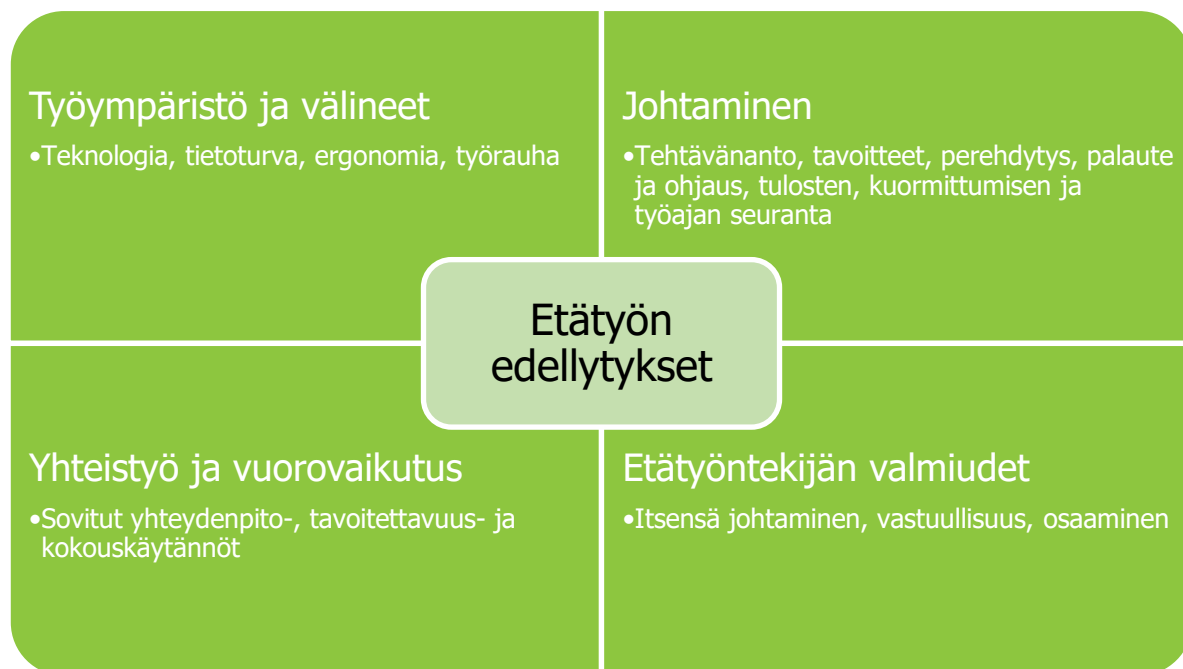 Työympäristö ja välineet
•Teknologia, tietoturva, ergonomia, työrauha
Johtaminen
•Tehtävänanto, tavoitteet, perehdytys, palaute
ja ohjaus, tulosten, kuormittumisen ja
työajan seuranta
Etätyön
edellytykset
Yhteistyö ja vuorovaikutus
•Sovitut yhteydenpito-, tavoitettavuus- ja
kokouskäytännöt
Etätyöntekijän valmiudet
•Itsensä johtaminen, vastuullisuus, osaaminen